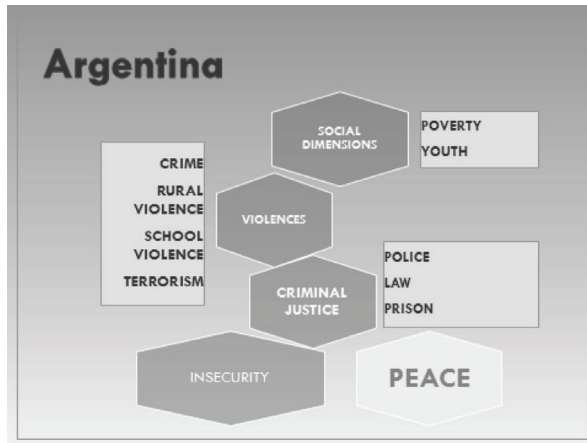 Argentina
SOCIAL
DIMENSIONS
POVERTY
YOUTH
CRIME
RURAL
VIOLENCE
SCHOOL
VIOLENCE
TERRORISM
VIOLENCES
CRIMINAL
JUSTICE
POLICE
LAW
PRISON
INSECURITY
PEACE